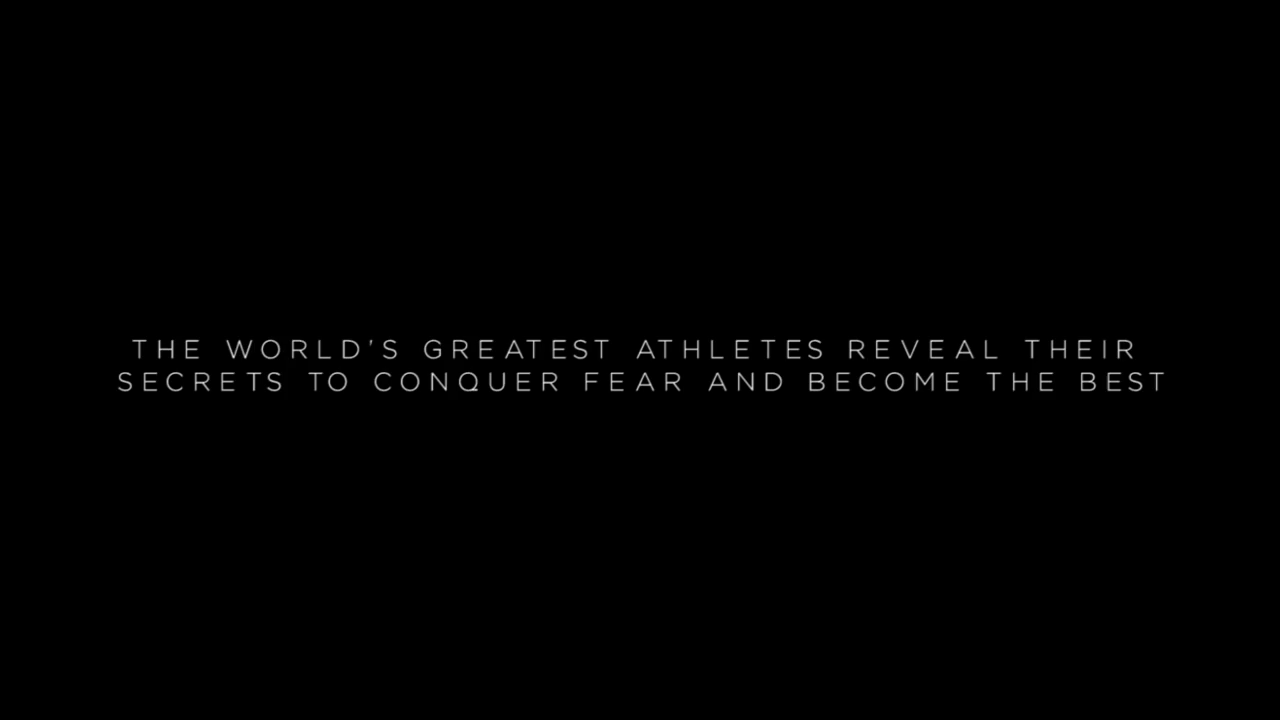 THE WORLD'S GREATEST ATHLETES REVEAL THEIR
SECRETS TO CONQUER FEAR AND BECOME THE BEST